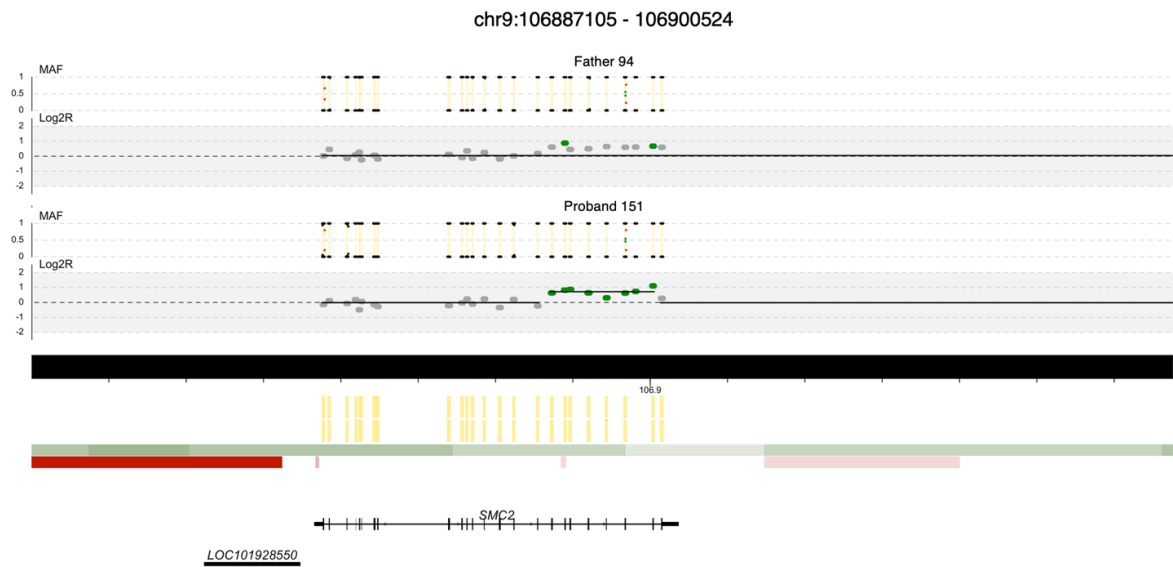 chr9:106887105 - 106900524
Father 94
MAF
1
0.5
0
Log2R
2
1
0
-1
-2
Proband 151
MAF
1
0.5
0
Log2R
2
1
0
-1
-2
106.9
SMC2
LOC101928550